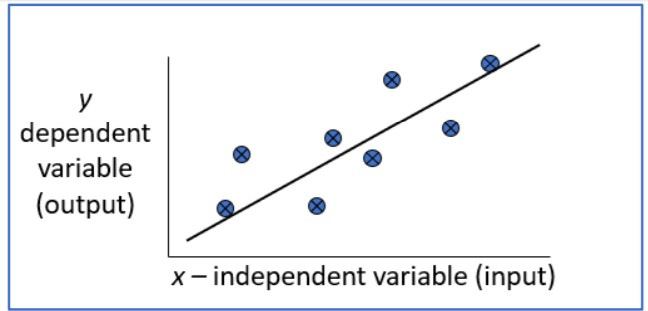 y
dependent
variable
(output)
x – independent variable (input)